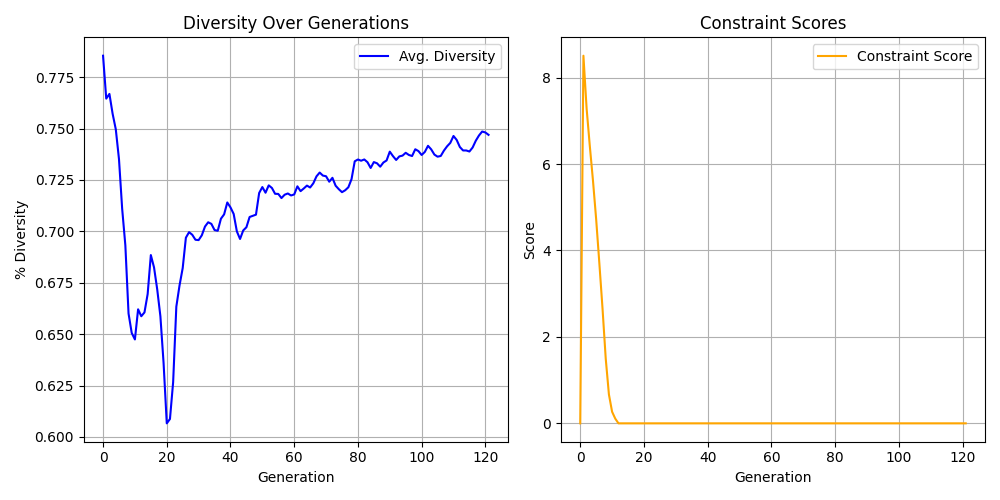 Diversity Over Generations
Avg. Diversity
% Diversity
0.775
0.750
0.725
0.700
0.675
0.650
0.625
0.600
0 20 40 60 80 100 120
Generation
Constraint Scores
Constraint Score
Score
8
6
4
2
0
0 20 40 60 80 100 120
Generation